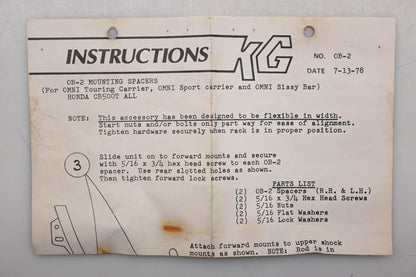 INSTRUCTIONS KG
NO. OB-2
DATE 7-13-78
OB-2 MOUNTING SPACERS
(For OMNI Touring Carrier, OMNI Sport carrier and OMNI Sissy Bar)
HONDA CB500T ALL
NOTE: This accessory has been designed to be flexible in width.
Start nuts and/or bolts only part way for ease of alignment.
Tighten hardware securely when rack is in proper position.
3
Slide unit on to forward mounts and secure
with 5/16 x 3/4 hex head screw to each OB-2
spacer. Use rear slotted holes as shown.
Then tighten forward lock screws.
PARTS LIST
(2) OB-2 Spacers (R.H. & L.H.)
(2) 5/16 x 3/4 Hex Head Screws
(2) 5/16 Nuts
(2) 5/16 Flat Washers
(2) 5/16 Lock Washers
Attach forward mounts to upper shock
mounts as shown. NOTE: Rod is in